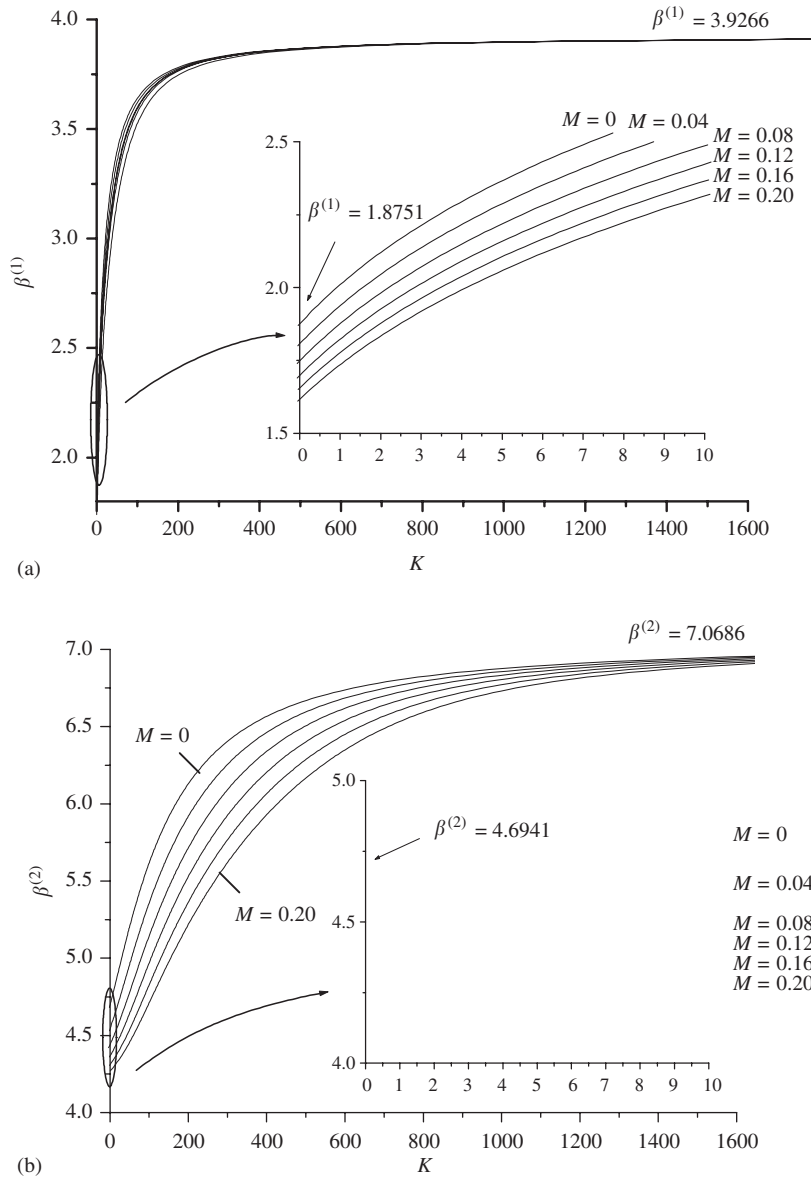 4.0
β(1) = 3.9266
3.5
3.0
2.5
2.0
β(1)
2.5
2.0
1.5
M = 0
M = 0.04
M = 0.08
M = 0.12
M = 0.16
M = 0.20
β(1) = 1.8751
0 1 2 3 4 5 6 7 8 9 10
0 200 400 600 800 1000 1200 1400 1600
K
(a)
β(2) = 7.0686
7.0
6.5
6.0
5.5
5.0
4.5
4.0
β(2)
M = 0
M = 0.20
5.0
4.5
4.0
β(2) = 4.6941
M = 0
M = 0.04
M = 0.08
M = 0.12
M = 0.16
M = 0.20
0 1 2 3 4 5 6 7 8 9 10
0 200 400 600 800 1000 1200 1400 1600
K
(b)